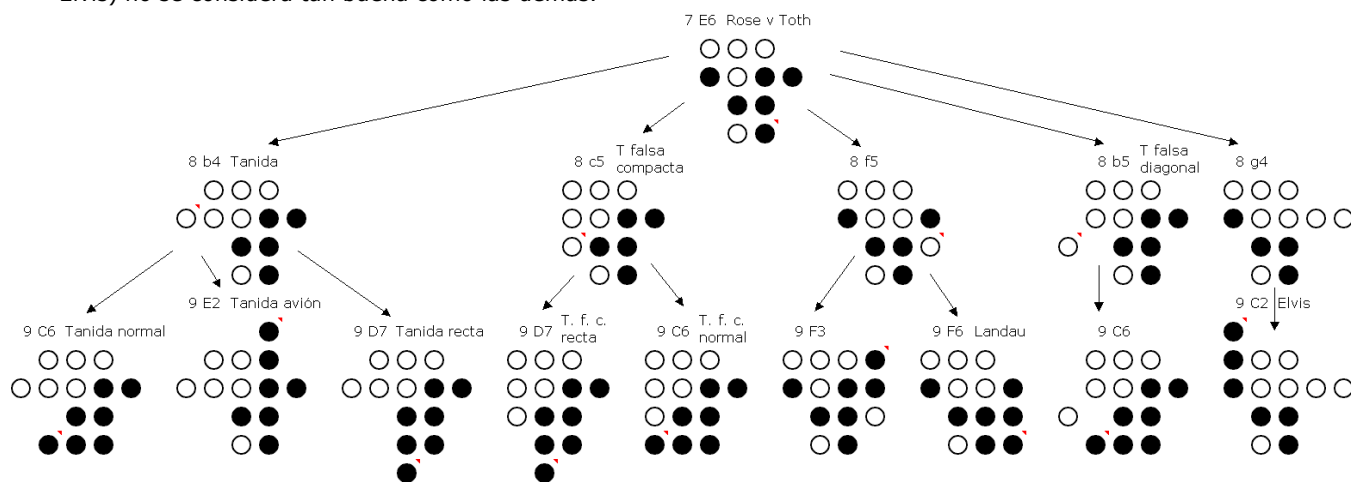 Elvis, no se considera tan buena como las demás.
7 E6 Rose v Toth
8 b4 Tanida
8 c5 T falsa
compacta
8 f5
8 b5 T falsa
diagonal
8 g4
9 C6 Tanida normal
9 E2 Tanida avión
9 D7 Tanida recta
9 D7 T. f. c.
recta
9 C6 T. f. c.
normal
9 F3
9 F6 Landau
9 C6
9 C2 Elvis